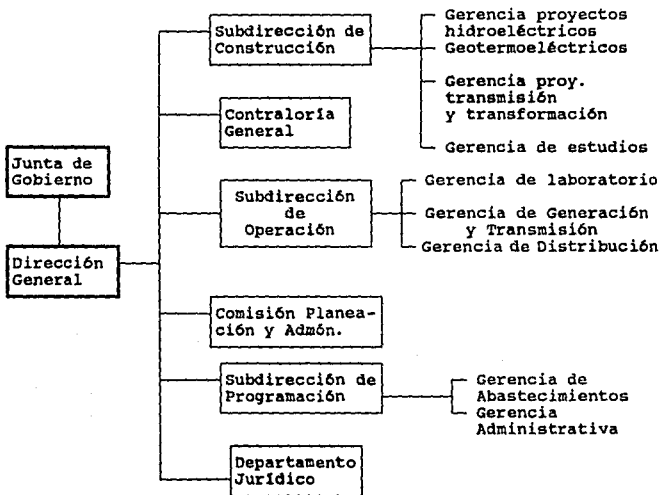 Junta de
Gobierno
Dirección
General
Subdirección de
Construcción
Gerencia proyectos
hidroeléctricos
Geotermoeléctricos
Gerencia proy.
transmisión
y transformación
Gerencia de estudios
Contraloría
General
Subdirección
de
Operación
Gerencia de laboratorio
Gerencia de Generación
y Transmisión
Gerencia de Distribución
Comisión Planea-
ción y Admón.
Subdirección de
Programación
Gerencia de
Abastecimientos
Gerencia
Administrativa
Departamento
Jurídico